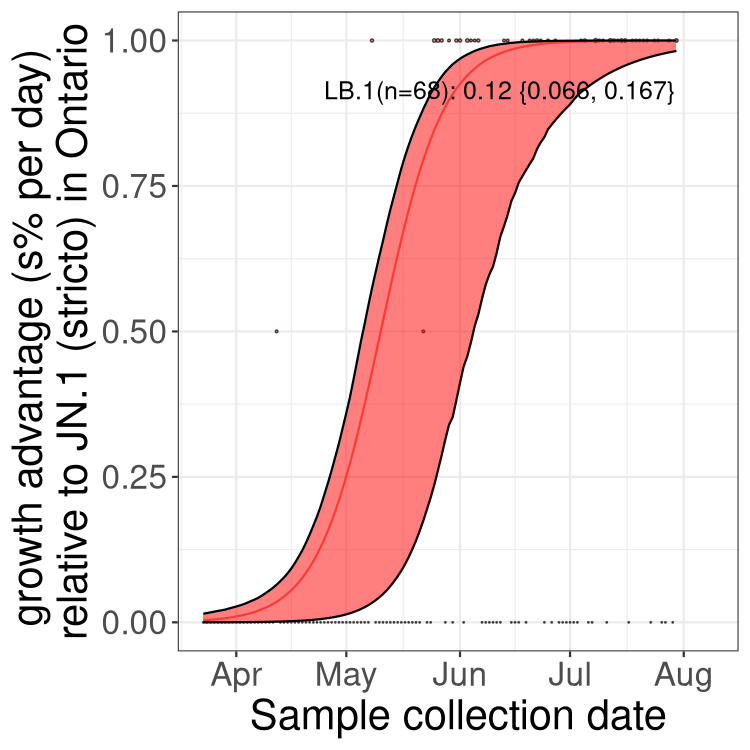 growth advantage (s% per day)
relative to JN.1 (stricto) in Ontario
1.00
0.75
0.50
0.25
0.00
LB.1(n=68): 0.12 {0.066, 0.167}
Apr May Jun Jul Aug
Sample collection date